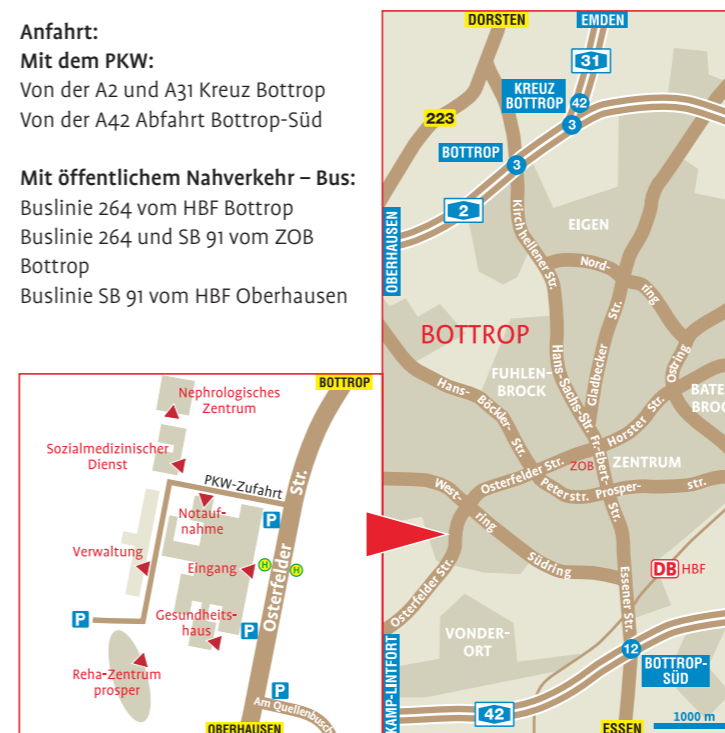 Anfahrt:
Mit dem PKW:
Von der A2 und A31 Kreuz Bottrop
Von der A42 Abfahrt Bottrop-Süd
Mit öffentlichem Nahverkehr – Bus:
Buslinie 264 vom HBF Bottrop
Buslinie 264 und SB 91 vom ZOB
Bottrop
Buslinie SB 91 vom HBF Oberhausen
BOTTROP
Nephrologisches
Zentrum
Sozialmedizinischer
Dienst
PKW-Zufahrt
Notauf-
nahme
P
Verwaltung
Eingang
H
H
Osterfelder Str.
Gesundheits-
haus
P
P
Reha-Zentrum
prosper
P
Am Quellenbusch
OBERHAUSEN
DORSTEN
EMDEN
31
KREUZ
BOTTROP
42
3
223
BOTTROP
3
2
OBERHAUSEN
Kirchhellener Str.
EIGEN
Nord-
ring
BOTTROP
Gladbecker Str.
Ostring
FUHLEN-
BROCK
Hans-Sachs-Str.
BATE
BROC
Hans-
Böckler-
Str.
Fr.-Ebert-
Str.
Horster Str.
Osterfelder Str.
ZOB
ZENTRUM
West-
ring
Peterstr.
Prosper-
str.
Südring
Osterfelder Str.
Essener Str.
DB HBF
VONDER-
ORT
KAMP-LINTFORT
12
BOTTROP-
SÜD
42
ESSEN
1000 m